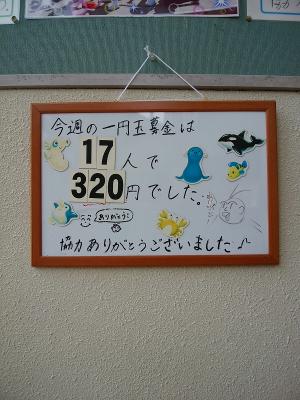 今週の一円玉募金は
17人で
320円でした。
ありがとう
協力ありがとうございました